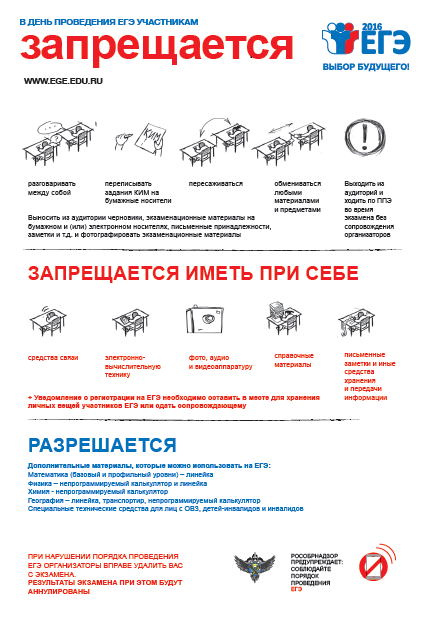 В ДЕНЬ ПРОВЕДЕНИЯ ЕГЭ УЧАСТНИКАМ
запрещается
2016
ЕГЭ
ВЫБОР БУДУЩЕГО!
WWW.EGE.EDU.RU
КИМ
разговаривать
между собой
переписывать
задания КИМ на
бумажные носители
пересаживаться
обмениваться
любыми
материалами
и предметами
Выходить из
аудиторий и
ходить по ППЭ
во время
экзамена без
сопровождения
организаторов
Выносить из аудитории черновики, экзаменационные материалы на
бумажном и (или) электронном носителях, письменные принадлежности,
заметки и т.д. и фотографировать экзаменационные материалы
ЗАПРЕЩАЕТСЯ ИМЕТЬ ПРИ СЕБЕ
средства связи
электронно-
вычислительную
технику
фото, аудио
и видеоаппаратуру
справочные
материалы
письменные
заметки и иные
средства
хранения
и передачи
информации
+ Уведомление о регистрации на ЕГЭ необходимо оставить в месте для хранения
личных вещей участников ЕГЭ или сдать сопровождающему
РАЗРЕШАЕТСЯ
Дополнительные материалы, которые можно использовать на ЕГЭ:
Математика (базовый и профильный уровни) – линейка
Физика – непрограммируемый калькулятор и линейка
Химия - непрограммируемый калькулятор
География – линейка, транспортир, непрограммируемый калькулятор
Специальные технические средства для лиц с ОВЗ, детей-инвалидов и инвалидов
ПРИ НАРУШЕНИИ ПОРЯДКА ПРОВЕДЕНИЯ
ЕГЭ ОРГАНИЗАТОРЫ ВПРАВЕ УДАЛИТЬ ВАС
С ЭКЗАМЕНА.
РЕЗУЛЬТАТЫ ЭКЗАМЕНА ПРИ ЭТОМ БУДУТ
АННУЛИРОВАНЫ
РОСОБРНАДЗОР
ПРЕДУПРЕЖДАЕТ:
СОБЛЮДАЙТЕ
ПОРЯДОК
ПРОВЕДЕНИЯ
ЕГЭ